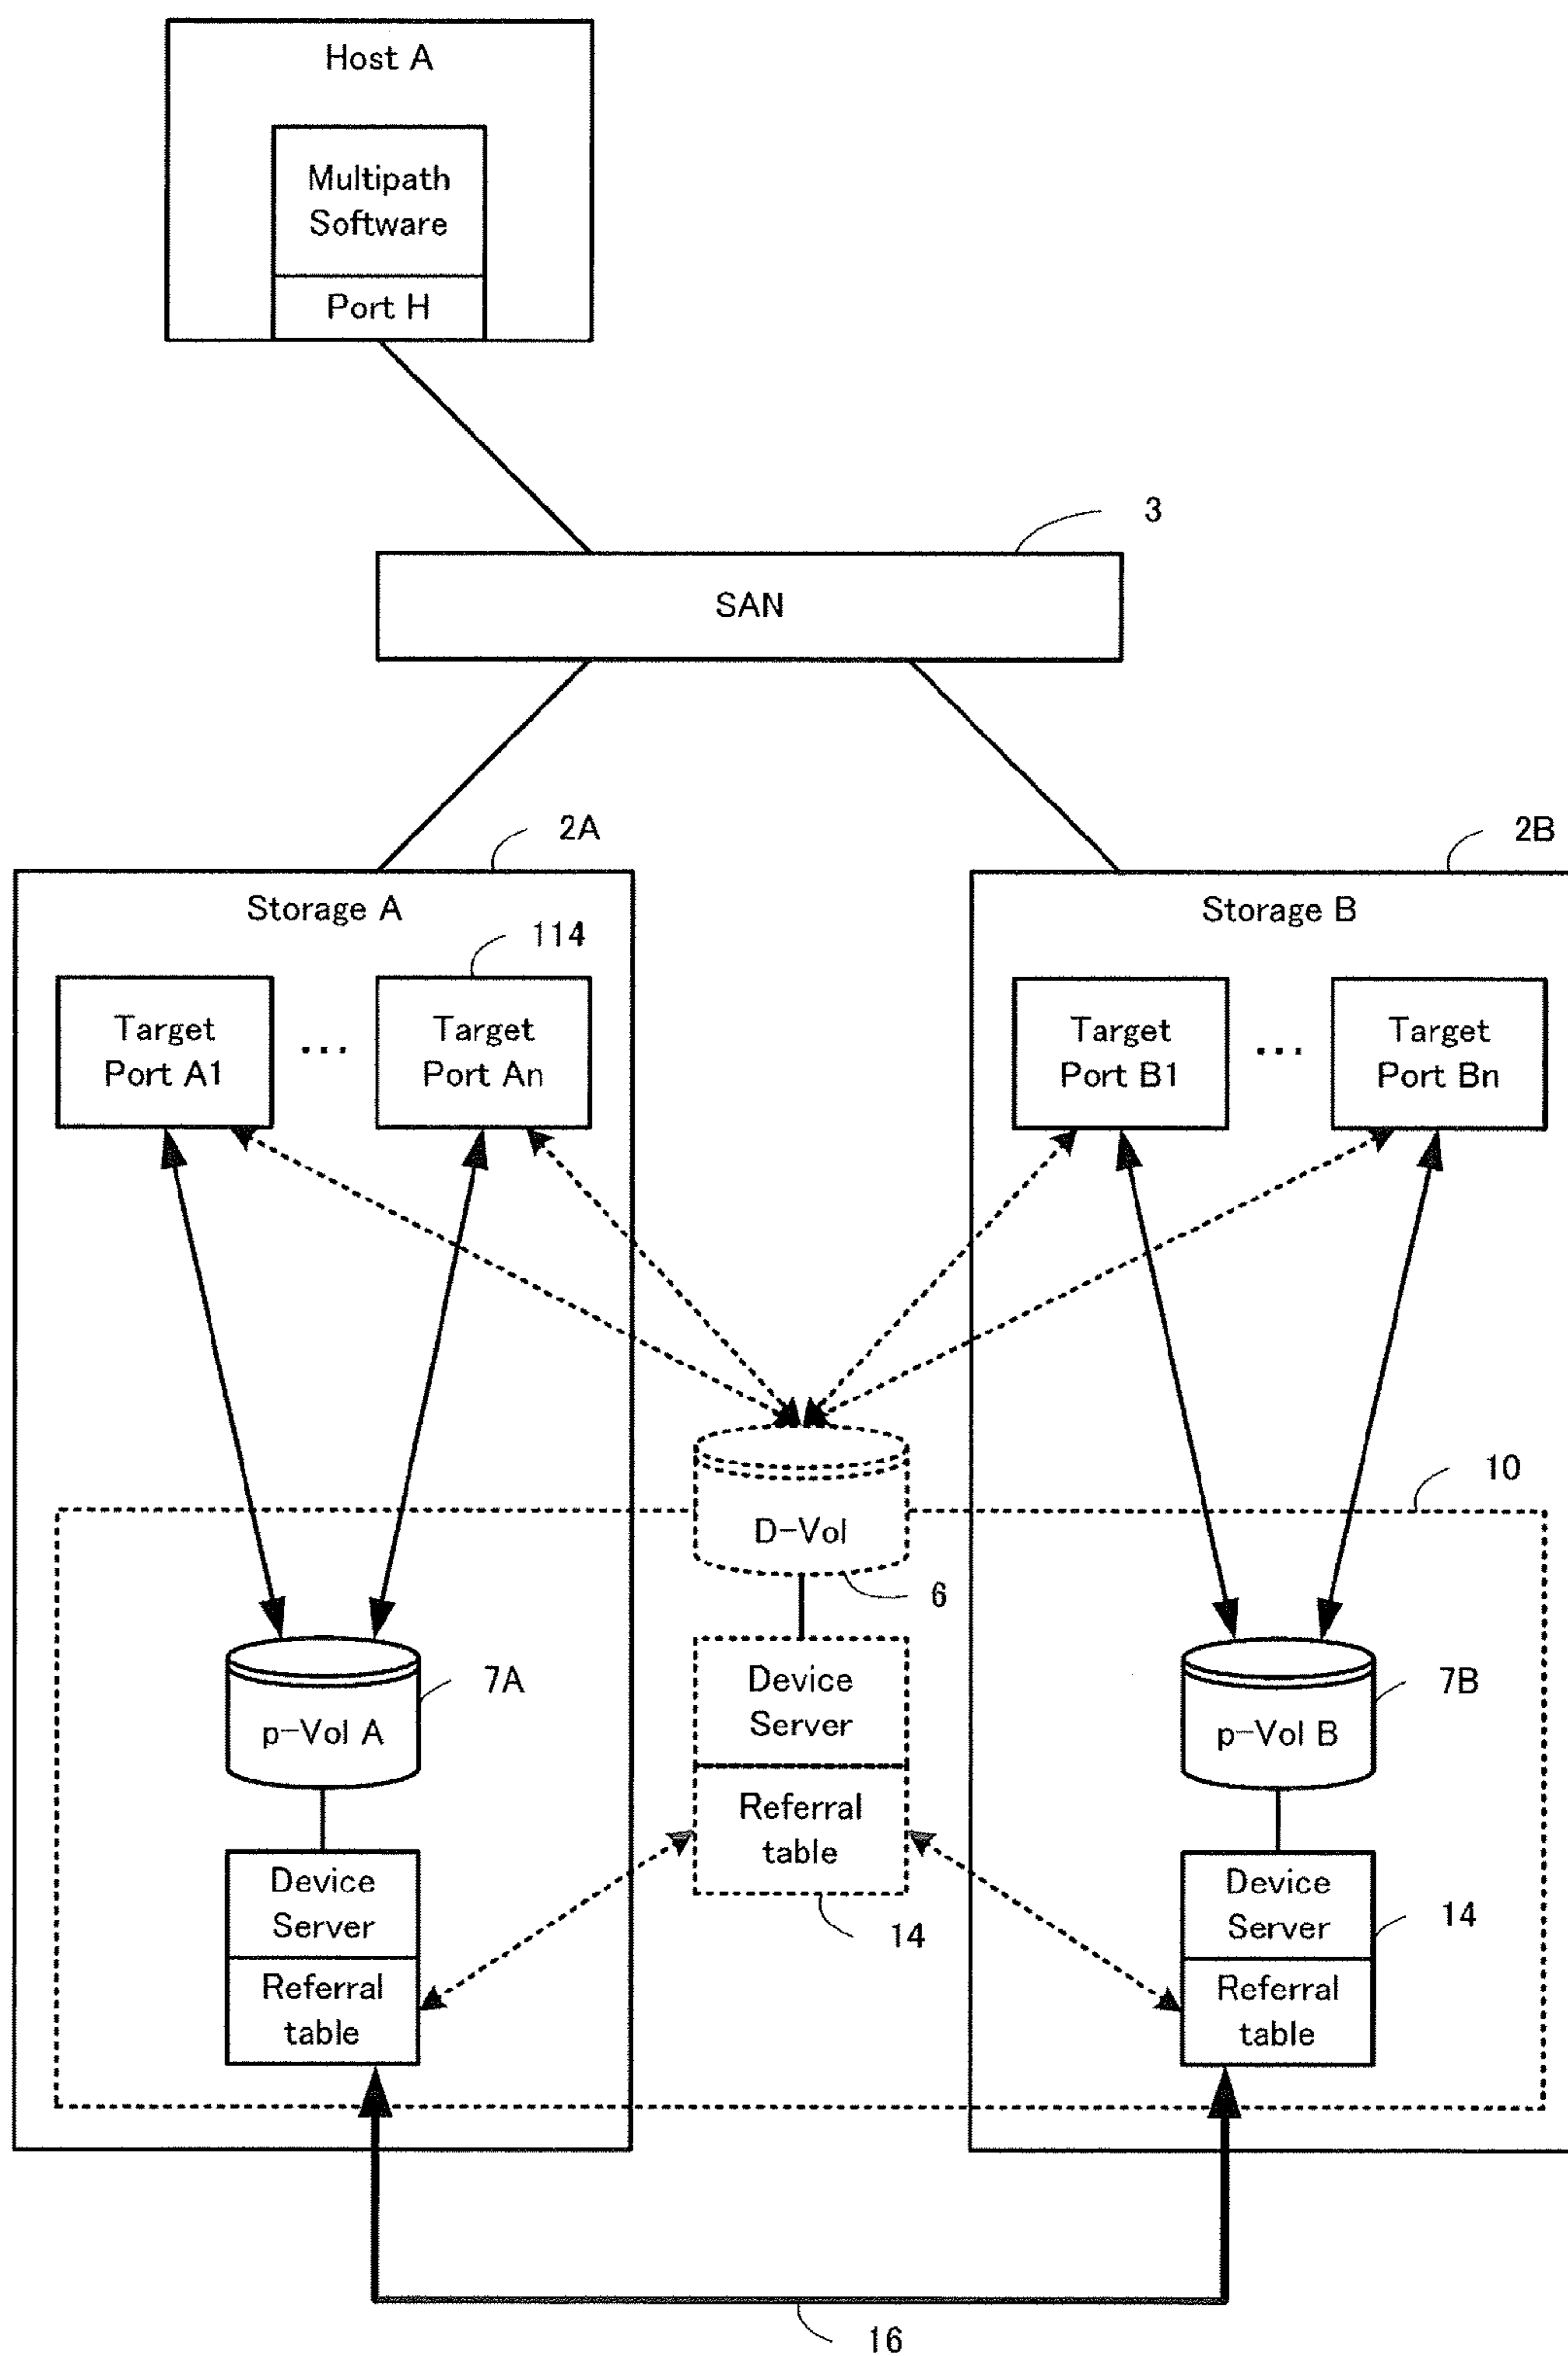 Host A
Multipath
Software
Port H
3
SAN
2A
2B
Storage A
Storage B
114
Target
Port A1
...
Target
Port An
Target
Port B1
...
Target
Port Bn
10
D-Vol
6
7A
p-Vol A
Device
Server
Referral
table
14
7B
p-Vol B
Device
Server
Referral
table
Device
Server
Referral
table
14
16